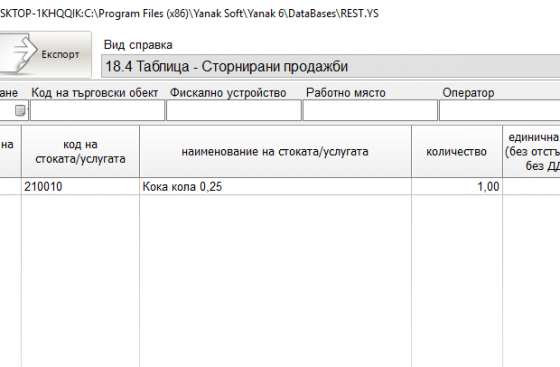 SKTOP-1KHQQIK:C:\Program Files (x86)\Yanak Soft\Yanak 6\DataBases\REST.YS
Експорт
Вид справка
18.4 Таблица - Сторнирани продажби
ане Код на търговски обект Фискално устройство Работно място Оператор
на
код на
стоката/услугата
наименование на стоката/услугата
количество
единична
(без отстъ
без ДД
210010 Кока кола 0,25 1,00